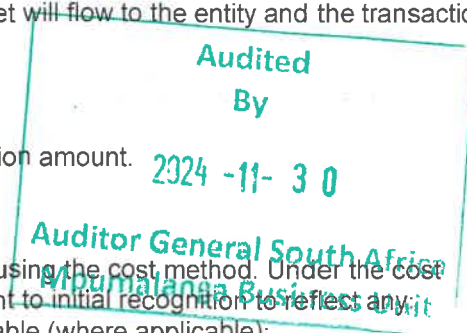 et will flow to the entity and the transactio
Audited
By
ion amount.
2024 -11- 3 0
Auditor General South Africa
using the cost method. Under the cost
Mpumalanga Business Unit
nt to initial recognition to reflect any
able (where applicable):